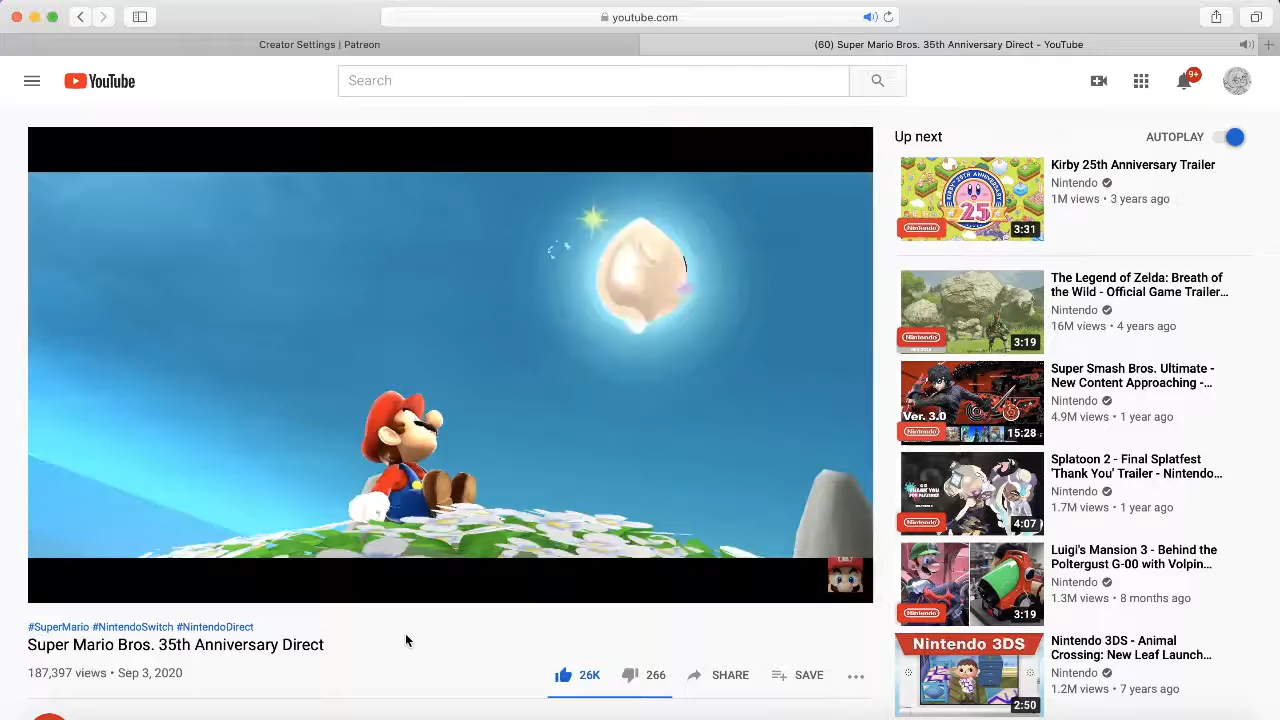 youtube.com
Creator Settings | Patreon
(60) Super Mario Bros. 35th Anniversary Direct - YouTube
YouTube
Search
9+
#SuperMario #NintendoSwitch #NintendoDirect
Super Mario Bros. 35th Anniversary Direct
187,397 views • Sep 3, 2020
26K
266
SHARE
SAVE
Up next
AUTOPLAY
25
Nintendo
3:31
Kirby 25th Anniversary Trailer
Nintendo
1M views • 3 years ago
Nintendo
3:19
The Legend of Zelda: Breath of
the Wild - Official Game Trailer...
Nintendo
16M views • 4 years ago
Ver. 3.0
Nintendo
15:28
Super Smash Bros. Ultimate -
New Content Approaching -...
Nintendo
4.9M views • 1 year ago
Nintendo
4:07
Splatoon 2 - Final Splatfest
'Thank You' Trailer - Nintendo...
Nintendo
1.7M views • 1 year ago
Nintendo
3:19
Luigi's Mansion 3 - Behind the
Poltergust G-00 with Volpin...
Nintendo
1.3M views • 8 months ago
Nintendo 3DS
2:50
Nintendo 3DS - Animal
Crossing: New Leaf Launch...
Nintendo
1.2M views • 7 years ago